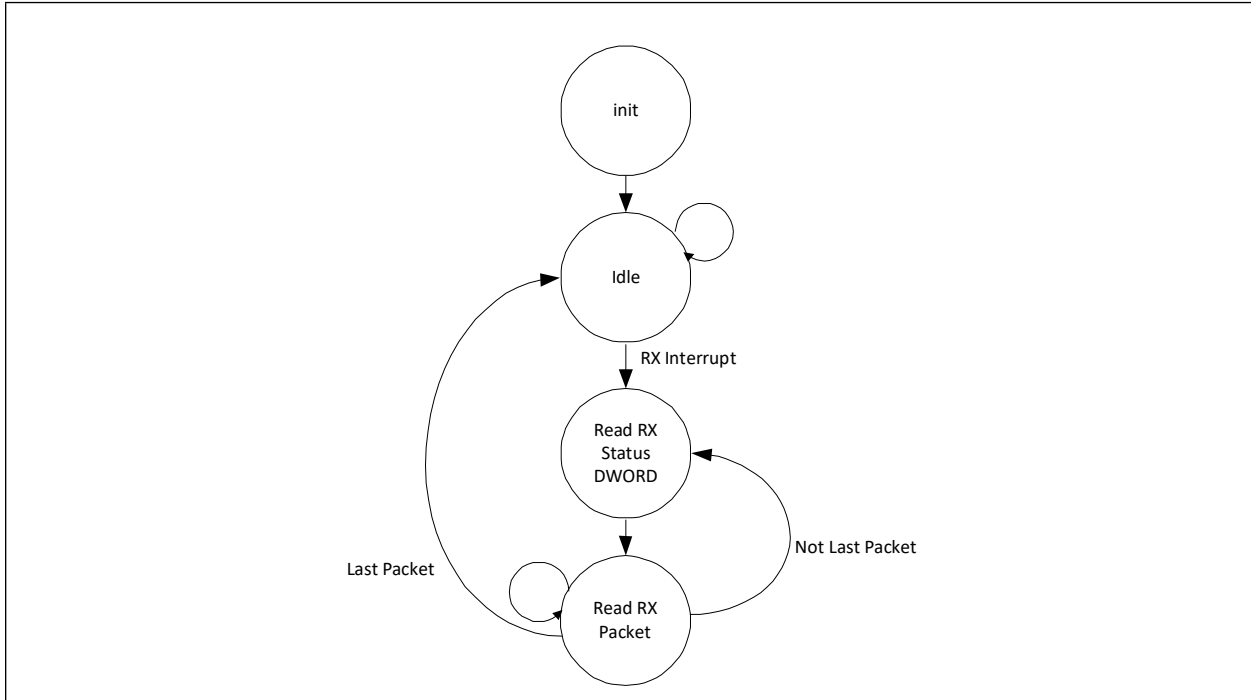 init
Idle
RX Interrupt
Read RX
Status
DWORD
Not Last Packet
Last Packet
Read RX
Packet